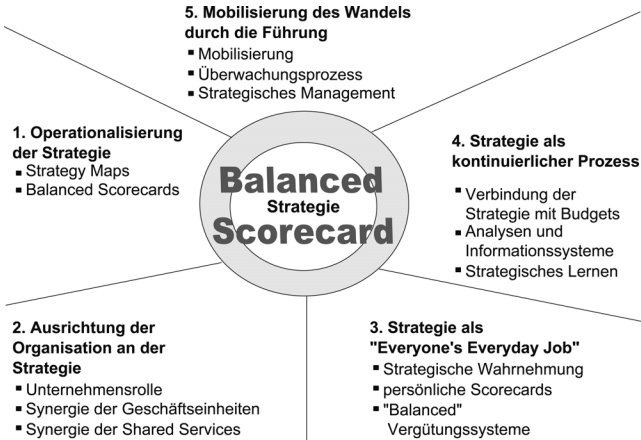 5. Mobilisierung des Wandels
durch die Führung
▪ Mobilisierung
▪ Überwachungsprozess
▪ Strategisches Management
1. Operationalisierung
der Strategie
▪ Strategy Maps
▪ Balanced Scorecards
Balanced
Strategie
Scorecard
4. Strategie als
kontinuierlicher Prozess
▪ Verbindung der
Strategie mit Budgets
▪ Analysen und
Informationssysteme
▪ Strategisches Lernen
2. Ausrichtung der
Organisation an der
Strategie
▪ Unternehmensrolle
▪ Synergie der Geschäftseinheiten
▪ Synergie der Shared Services
3. Strategie als
"Everyone's Everyday Job"
▪ Strategische Wahrnehmung
▪ persönliche Scorecards
▪ "Balanced"
Vergütungssysteme